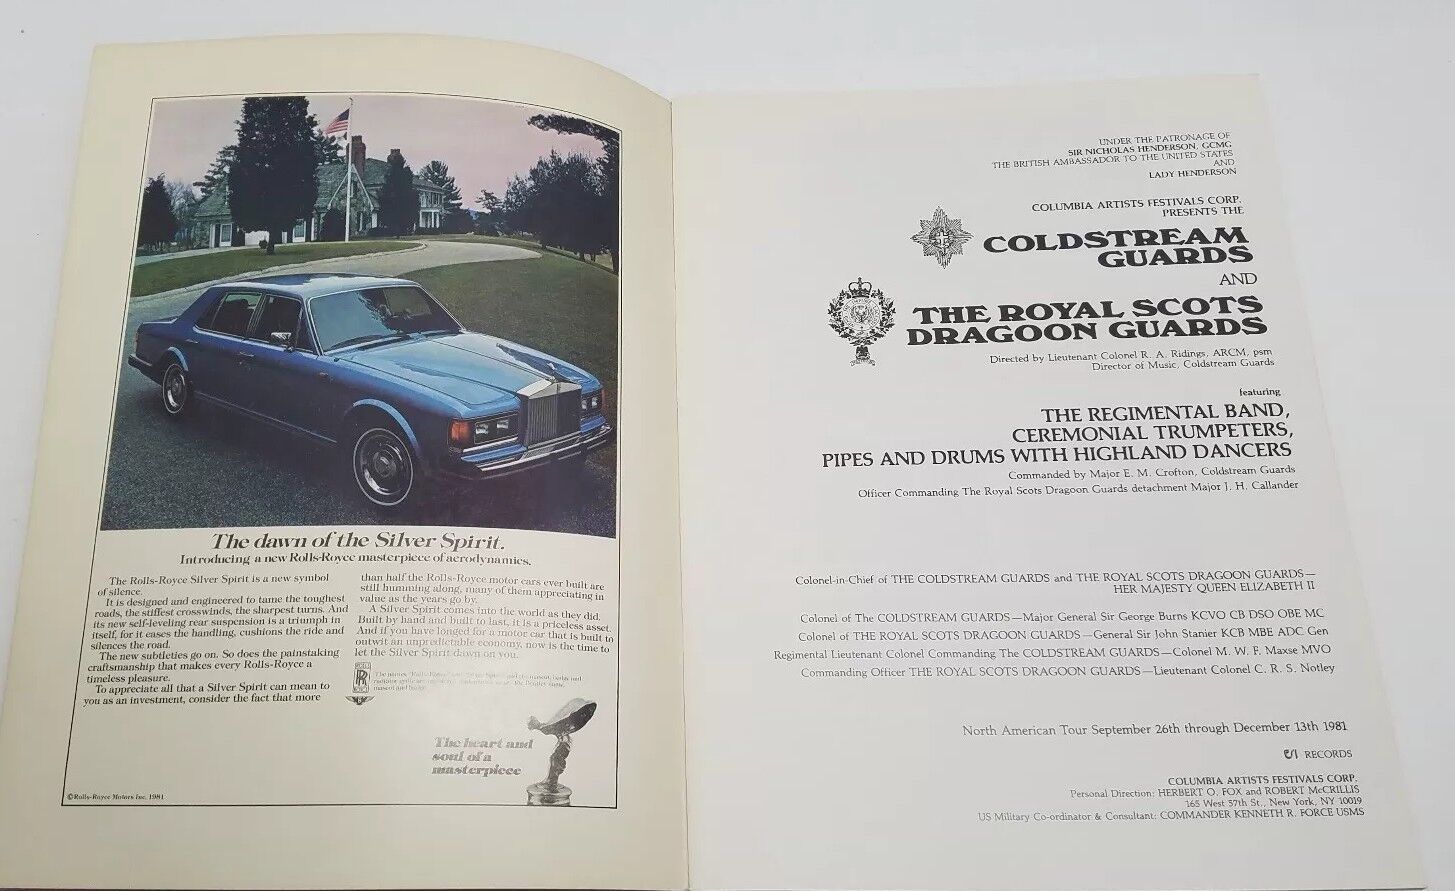 The dawn of the Silver Spirit.
Introducing a new Rolls-Royce masterpiece of aerodynamics.
The Rolls-Royce Silver Spirit is a new symbol
of silence.
It is designed and engineered to tame the toughest
roads, the stiffest crosswinds, the sharpest turns. And
its new self-leveling rear suspension is a triumph in
itself, for it eases the handling, cushions the ride and
silences the road.
The new subtleties go on. So does the painstaking
craftsmanship that makes every Rolls-Royce a
timeless pleasure.
To appreciate all that a Silver Spirit can mean to
you as an investment, consider the fact that more
than half the Rolls-Royce motor cars ever built are
still humming along, many of them appreciating in
value as the years go by.
A Silver Spirit comes into the world as they did.
Built by hand and built to last, it is a priceless asset.
And if you have longed for a motor car that is built to
outwit an unpredictable economy, now is the time to
let the Silver Spirit dawn on you.
ROLLS
RR
ROYCE
The heart and
soul of a
masterpiece
©Rolls-Royce Motors Inc. 1981
UNDER THE PATRONAGE OF
SIR NICHOLAS HENDERSON, GCMG
THE BRITISH AMBASSADOR TO THE UNITED STATES
AND
LADY HENDERSON
COLUMBIA ARTISTS FESTIVALS CORP.
PRESENTS THE
COLDSTREAM
GUARDS
AND
THE ROYAL SCOTS
DRAGOON GUARDS
Directed by Lieutenant Colonel R. A. Ridings, ARCM, psm
Director of Music, Coldstream Guards
featuring
THE REGIMENTAL BAND,
CEREMONIAL TRUMPETERS,
PIPES AND DRUMS WITH HIGHLAND DANCERS
Commanded by Major E. M. Crofton, Coldstream Guards
Officer Commanding The Royal Scots Dragoon Guards detachment Major J. H. Callander
Colonel-in-Chief of THE COLDSTREAM GUARDS and THE ROYAL SCOTS DRAGOON GUARDS—
HER MAJESTY QUEEN ELIZABETH II
Colonel of THE COLDSTREAM GUARDS—Major General Sir George Burns KCVO CB DSO OBE MC
Colonel of THE ROYAL SCOTS DRAGOON GUARDS—General Sir John Stanier KCB MBE ADC Gen
Regimental Lieutenant Colonel Commanding The COLDSTREAM GUARDS—Colonel M. W. F. Maxse MVO
Commanding Officer THE ROYAL SCOTS DRAGOON GUARDS—Lieutenant Colonel C. R. S. Notley
North American Tour September 26th through December 13th 1981
RECORDS
COLUMBIA ARTISTS FESTIVALS CORP.
Personal Direction: HERBERT O. FOX and ROBERT McCRILLIS
165 West 57th St., New York, NY 10019
US Military Co-ordinator & Consultant: COMMANDER KENNETH R. FORCE USMS